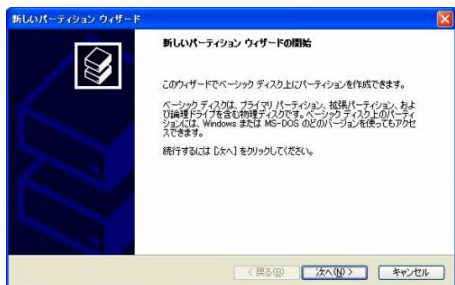 新しいパーティション ウィザード
新しいパーティション ウィザードの開始
このウィザードでベーシック ディスク上にパーティションを作成できます。
ベーシック ディスクは、プライマリ パーティション、拡張パーティション、およ
び論理ドライブを含む物理ディスクです。ベーシック ディスク上のパーティ
ションには、Windows または MS-DOS のどのバージョンを使ってもアクセ
スできます。
続行するには [次へ] をクリックしてください。
< 戻る(B)
次へ(N) >
キャンセル